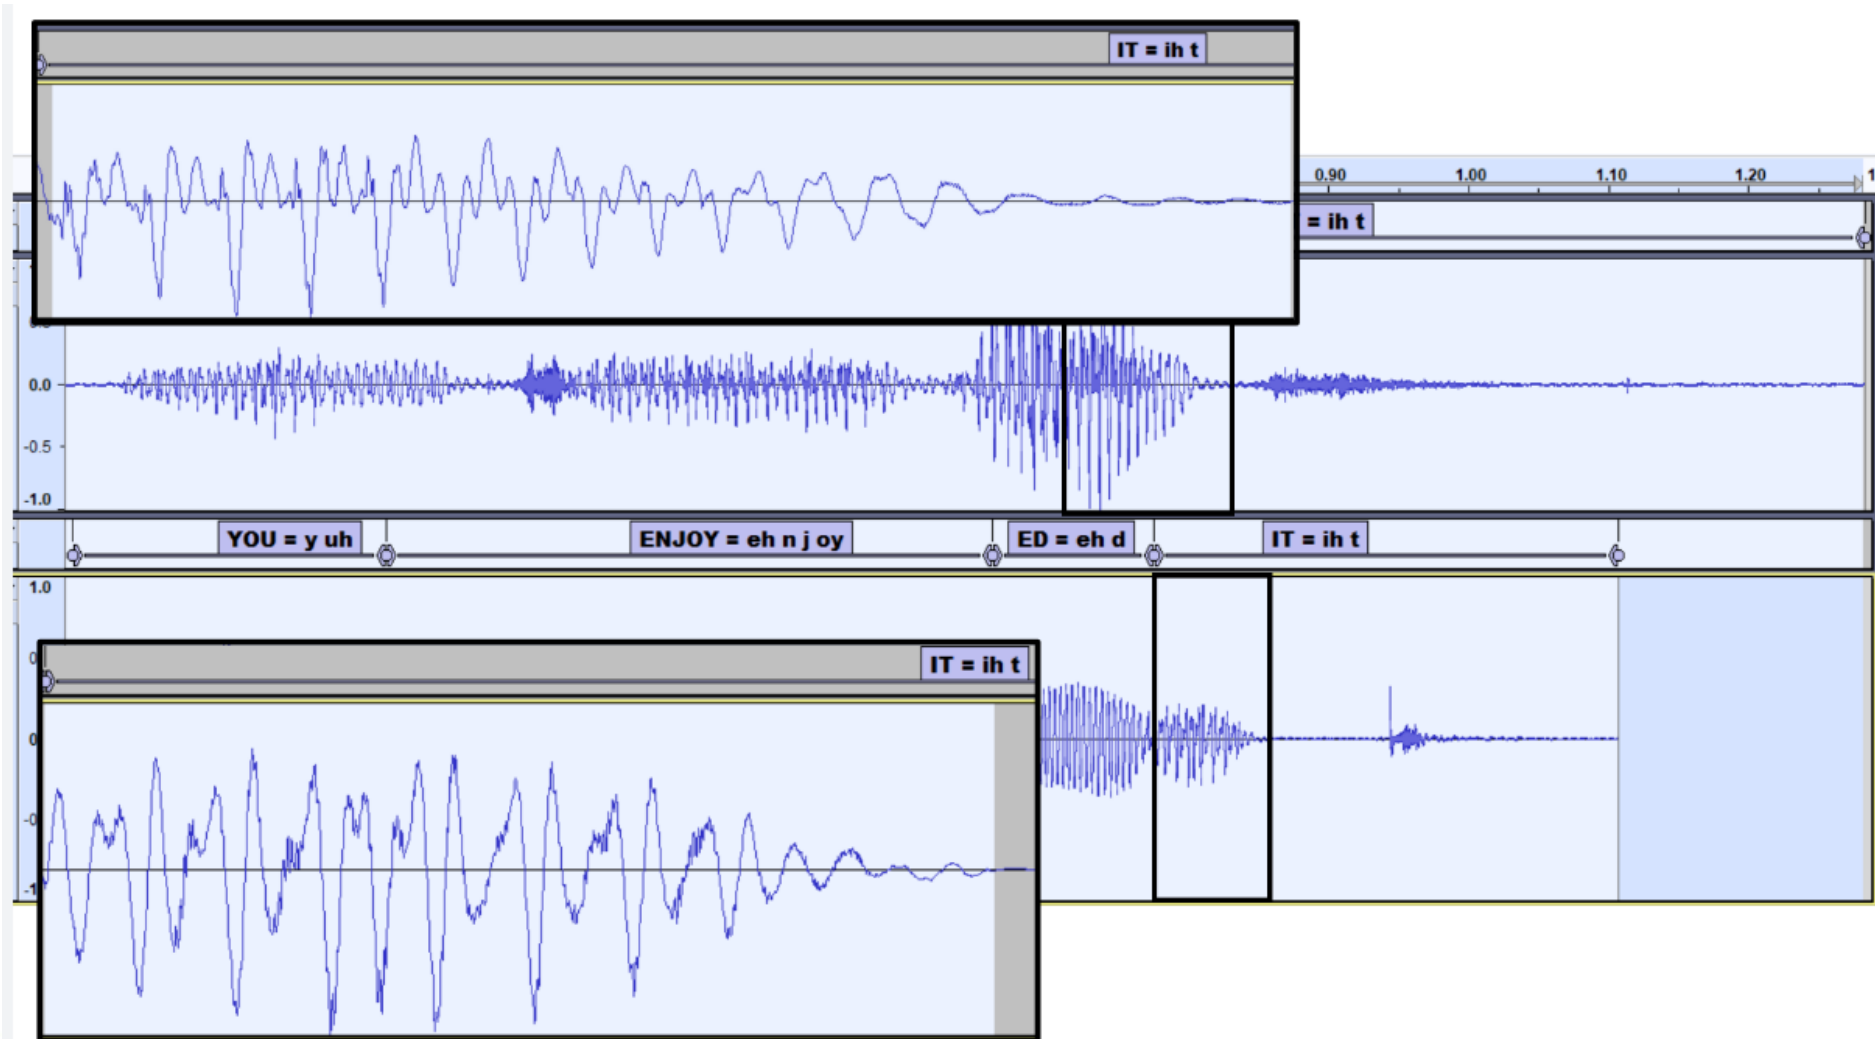 IT = ih t
0.90 1.00 1.10 1.20
= ih t
0.0
-0.5
-1.0
YOU = y uh ENJOY = eh n j oy ED = eh d IT = ih t
1.0
IT = ih t